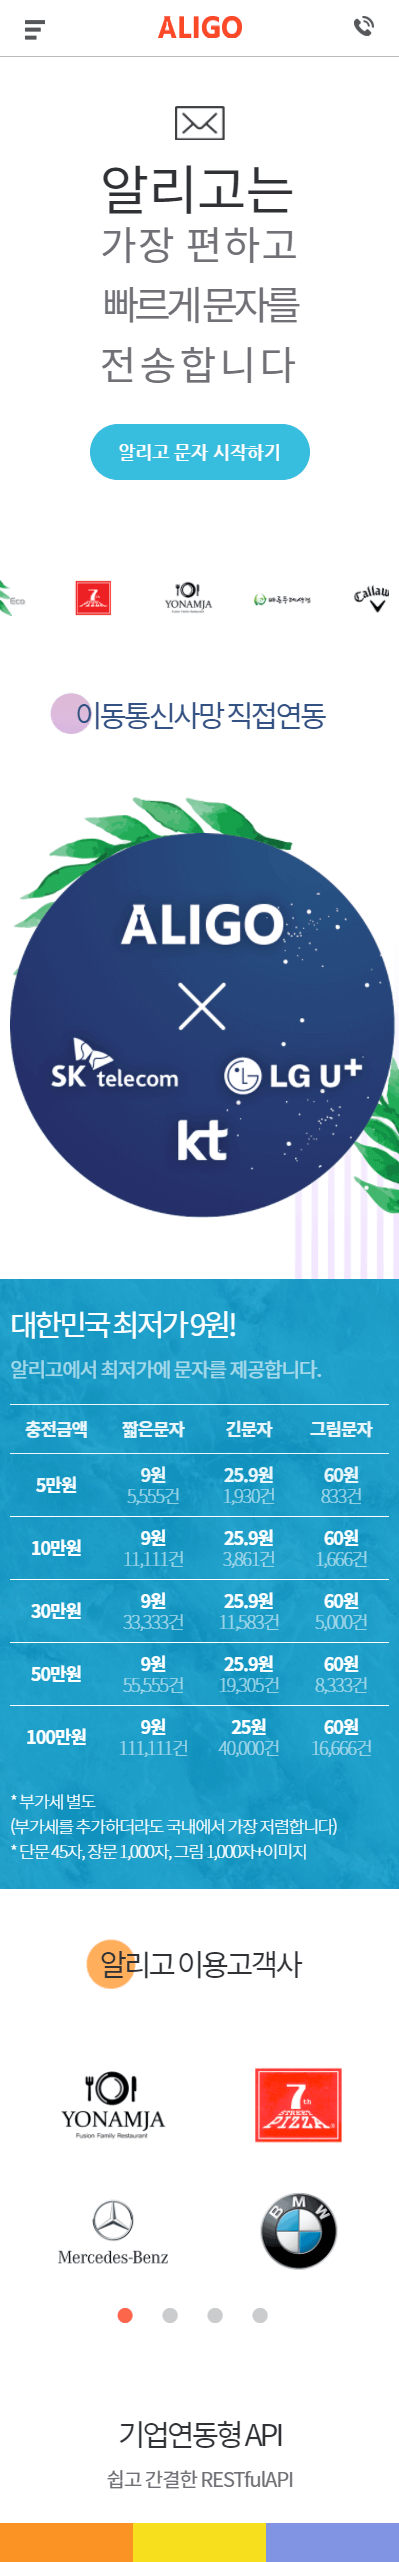 ALIGO
알리고는
가장 편하고
빠르게 문자를
전송합니다
알리고 문자 시작하기
Eco
7th
STREET
PIZZA
YONAMJA
Fusion Family Restaurant
Callaw
이동통신사망 직접연동
ALIGO
SK telecom
LG U+
kt
대한민국 최저가 9원!
알리고에서 최저가에 문자를 제공합니다.
충전금액 짧은문자 긴문자 그림문자
5만원 9원 25.9원 60원
5,555건 1,930건 833건
10만원 9원 25.9원 60원
11,111건 3,861건 1,666건
30만원 9원 25.9원 60원
33,333건 11,583건 5,000건
50만원 9원 25.9원 60원
55,555건 19,305건 8,333건
100만원 9원 25원 60원
111,111건 40,000건 16,666건
* 부가세 별도
(부가세를 추가하더라도 국내에서 가장 저렴합니다)
* 단문 45자, 장문 1,000자, 그림 1,000자+이미지
알리고 이용고객사
YONAMJA
Fusion Family Restaurant
7th
STREET
PIZZA
Mercedes-Benz
BMW
기업연동형 API
쉽고 간결한 RESTfulAPI